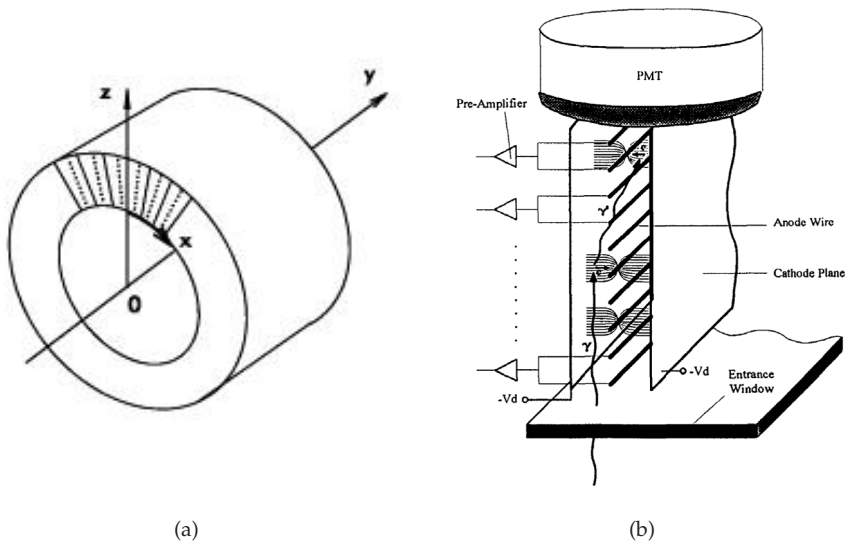 z
y
x
0
(a)
PMT
Pre-Amplifier
e⁻
γ'
Anode Wire
e⁻
Cathode Plane
γ
Entrance
Window
-Vd
-Vd
(b)